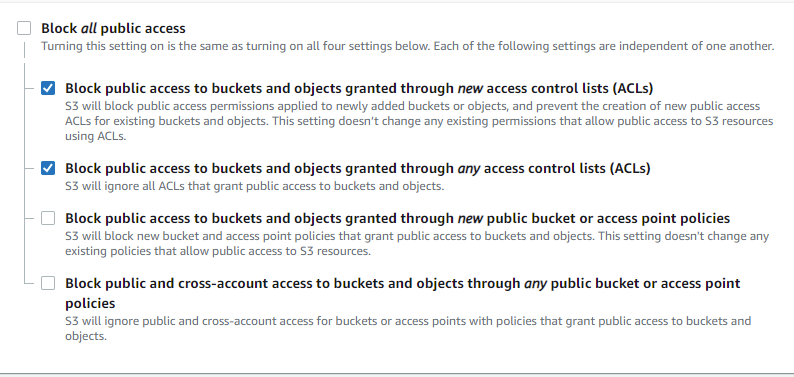 Block all public access
Turning this setting on is the same as turning on all four settings below. Each of the following settings are independent of one another.
Block public access to buckets and objects granted through new access control lists (ACLs)
S3 will block public access permissions applied to newly added buckets or objects, and prevent the creation of new public access
ACLs for existing buckets and objects. This setting doesn’t change any existing permissions that allow public access to S3 resources
using ACLs.
Block public access to buckets and objects granted through any access control lists (ACLs)
S3 will ignore all ACLs that grant public access to buckets and objects.
Block public access to buckets and objects granted through new public bucket or access point policies
S3 will block new bucket and access point policies that grant public access to buckets and objects. This setting doesn't change any
existing policies that allow public access to S3 resources.
Block public and cross-account access to buckets and objects through any public bucket or access point
policies
S3 will ignore public and cross-account access for buckets or access points with policies that grant public access to buckets and
objects.